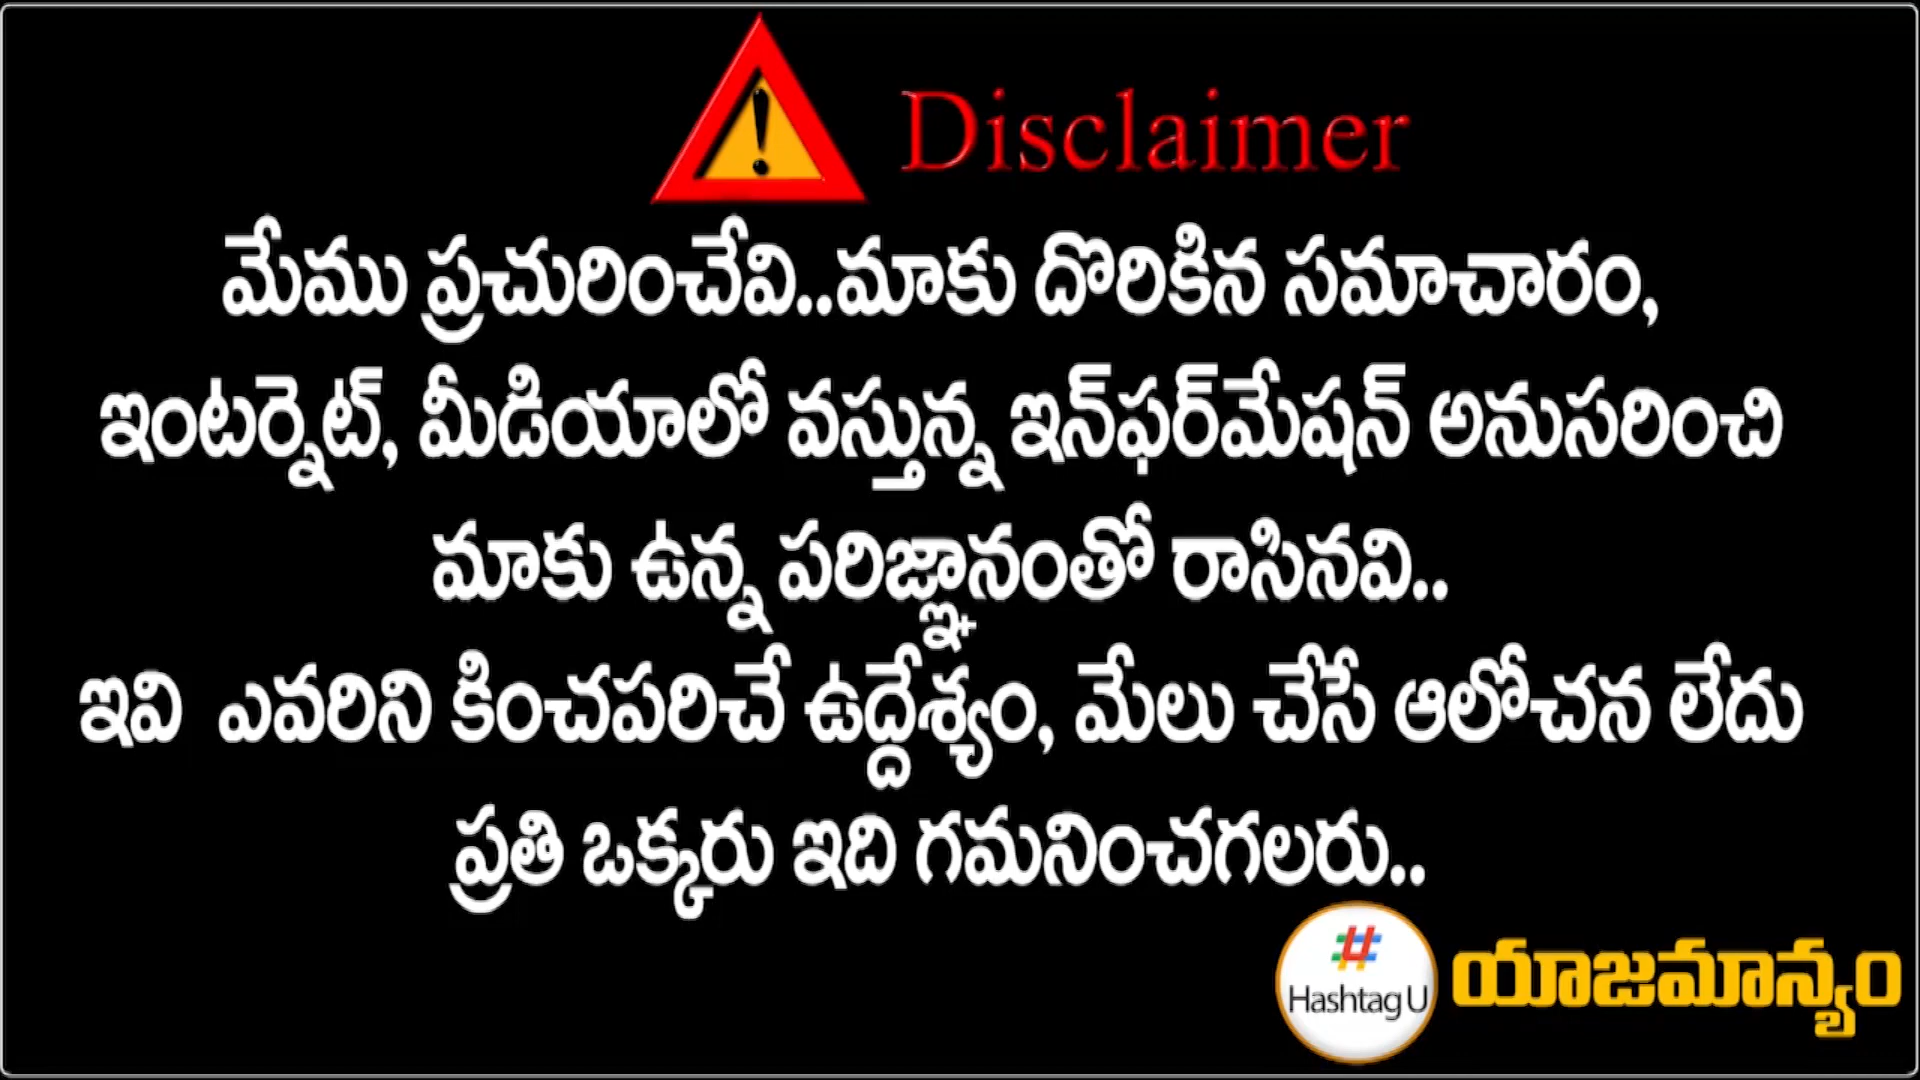 Disclaimer
మేము ప్రచురించేవి..మాకు దొరికిన సమాచారం,
ఇంటర్నెట్, మీడియాలో వస్తున్న ఇన్‌ఫర్‌మేషన్ అనుసరించి
మాకు ఉన్న పరిజ్ఞానంతో రాసినవి..
ఇవి ఎవరిని కించపరిచే ఉద్దేశ్యం, మేలు చేసే ఆలోచన లేదు
ప్రతి ఒక్కరు ఇది గమనించగలరు..
Hashtag U
యాజమాన్యం